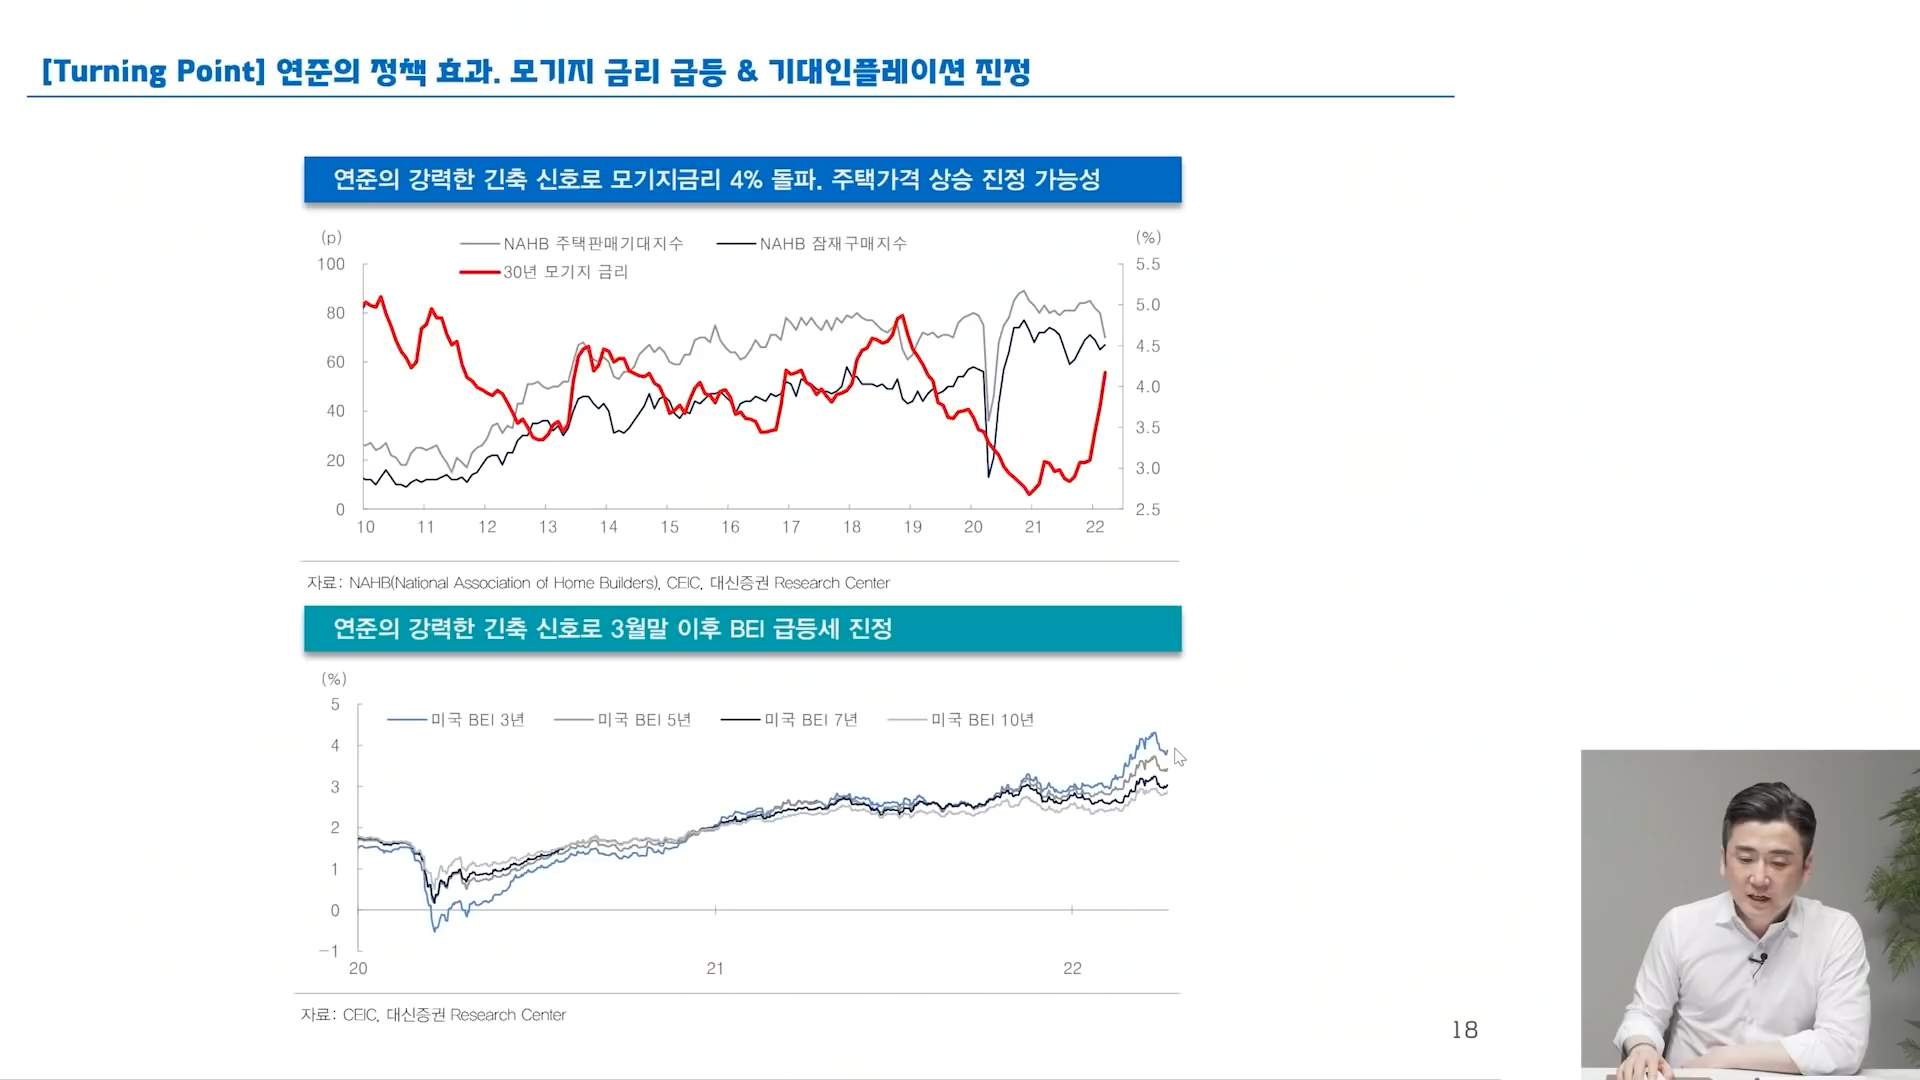 [Turning Point] 연준의 정책 효과. 모기지 금리 급등 & 기대인플레이션 진정
연준의 강력한 긴축 신호로 모기지금리 4% 돌파. 주택가격 상승 진정 가능성
(p)
NAHB 주택판매기대지수
NAHB 잠재구매지수
(%)
30년 모기지 금리
100
80
60
40
20
0
5.5
5.0
4.5
4.0
3.5
3.0
2.5
10 11 12 13 14 15 16 17 18 19 20 21 22
자료: NAHB(National Association of Home Builders), CEIC, 대신증권 Research Center
연준의 강력한 긴축 신호로 3월말 이후 BEI 급등세 진정
(%)
미국 BEI 3년
미국 BEI 5년
미국 BEI 7년
미국 BEI 10년
5
4
3
2
1
0
-1
20 21 22
자료: CEIC, 대신증권 Research Center
18